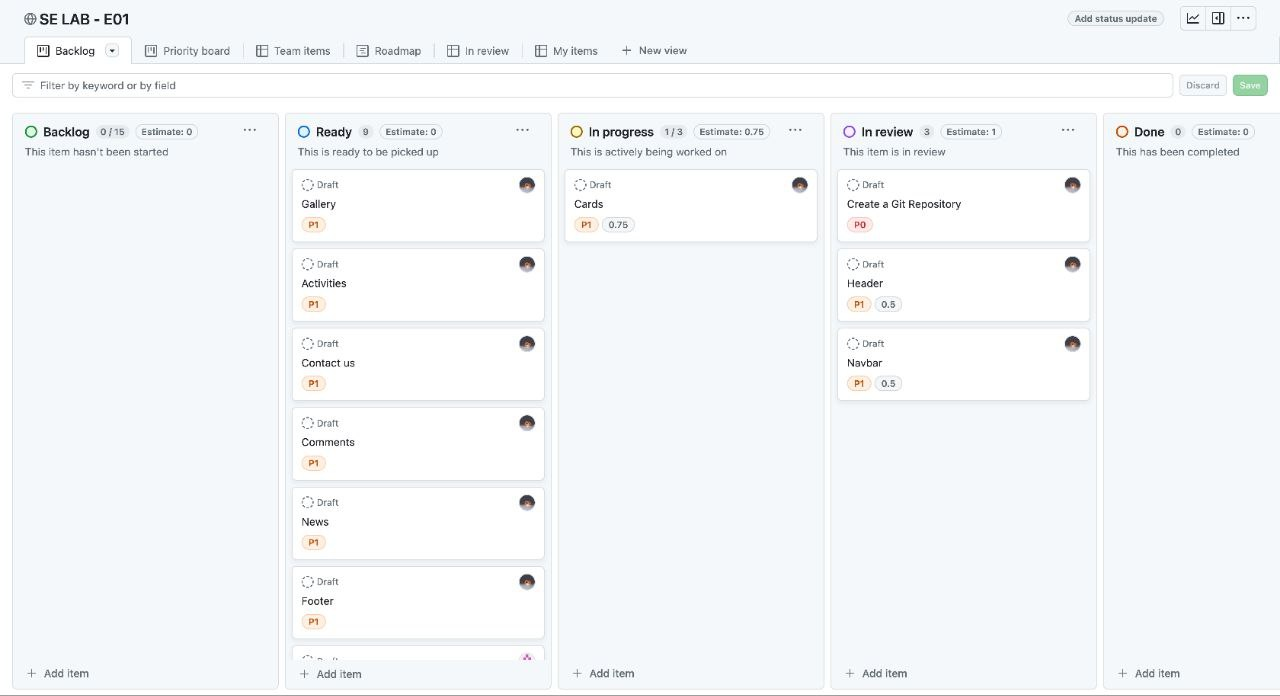 SE LAB - E01
Add status update
Backlog
Priority board
Team items
Roadmap
In review
My items
New view
Filter by keyword or by field
Discard
Save
Backlog 0 / 15 Estimate: 0
This item hasn't been started
Add item
Ready 9 Estimate: 0
This is ready to be picked up
Draft
Gallery
P1
Draft
Activities
P1
Draft
Contact us
P1
Draft
Comments
P1
Draft
News
P1
Draft
Footer
P1
Draft
Add item
In progress 1 / 3 Estimate: 0.75
This is actively being worked on
Draft
Cards
P1 0.75
Add item
In review 3 Estimate: 1
This item is in review
Draft
Create a Git Repository
P0
Draft
Header
P1 0.5
Draft
Navbar
P1 0.5
Add item
Done 0 Estimate: 0
This has been completed
Add item